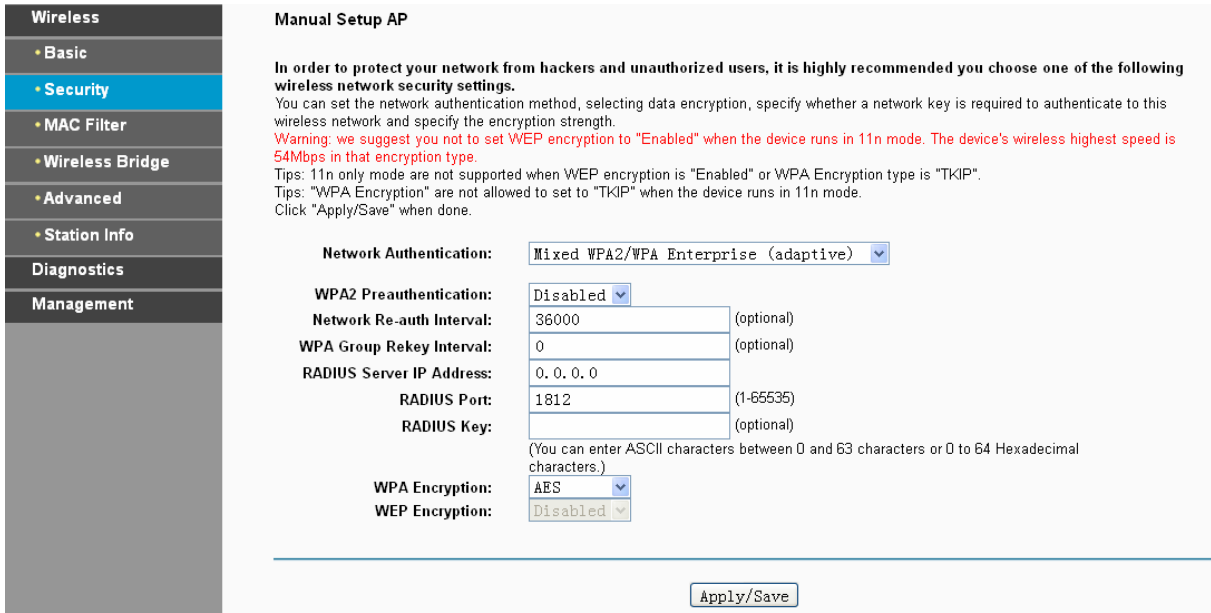 Wireless
• Basic
• Security
• MAC Filter
• Wireless Bridge
• Advanced
• Station Info
Diagnostics
Management
Manual Setup AP
In order to protect your network from hackers and unauthorized users, it is highly recommended you choose one of the following
wireless network security settings.
You can set the network authentication method, selecting data encryption, specify whether a network key is required to authenticate to this
wireless network and specify the encryption strength.
Warning: we suggest you not to set WEP encryption to "Enabled" when the device runs in 11n mode. The device's wireless highest speed is
54Mbps in that encryption type.
Tips: 11n only mode are not supported when WEP encryption is "Enabled" or WPA Encryption type is "TKIP".
Tips: "WPA Encryption" are not allowed to set to "TKIP" when the device runs in 11n mode.
Click "Apply/Save" when done.
Network Authentication: Mixed WPA2/WPA Enterprise (adaptive)
WPA2 Preauthentication: Disabled
Network Re-auth Interval: 36000 (optional)
WPA Group Rekey Interval: 0 (optional)
RADIUS Server IP Address: 0.0.0.0
RADIUS Port: 1812 (1-65535)
RADIUS Key: (optional)
(You can enter ASCII characters between 0 and 63 characters or 0 to 64 Hexadecimal
characters.)
WPA Encryption: AES
WEP Encryption: Disabled
Apply/Save